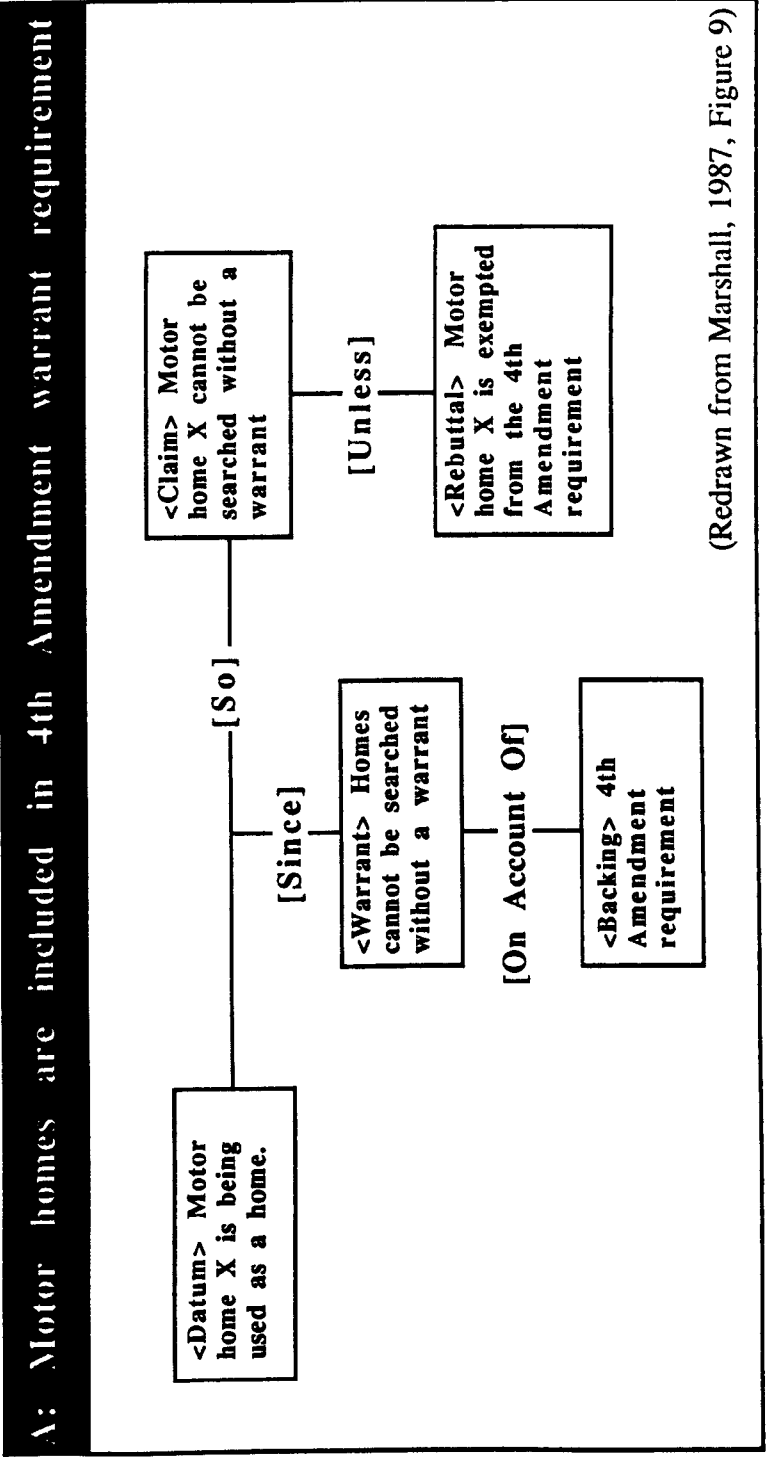 A: Motor homes are included in 4th Amendment warrant requirement
<Datum> Motor
home X is being
used as a home.
[So]
<Claim> Motor
home X cannot be
searched without a
warrant
[Since]
<Warrant> Homes
cannot be searched
without a warrant
[On Account Of]
<Backing> 4th
Amendment
requirement
[Unless]
<Rebuttal> Motor
home X is exempted
from the 4th
Amendment
requirement
(Redrawn from Marshall, 1987, Figure 9)